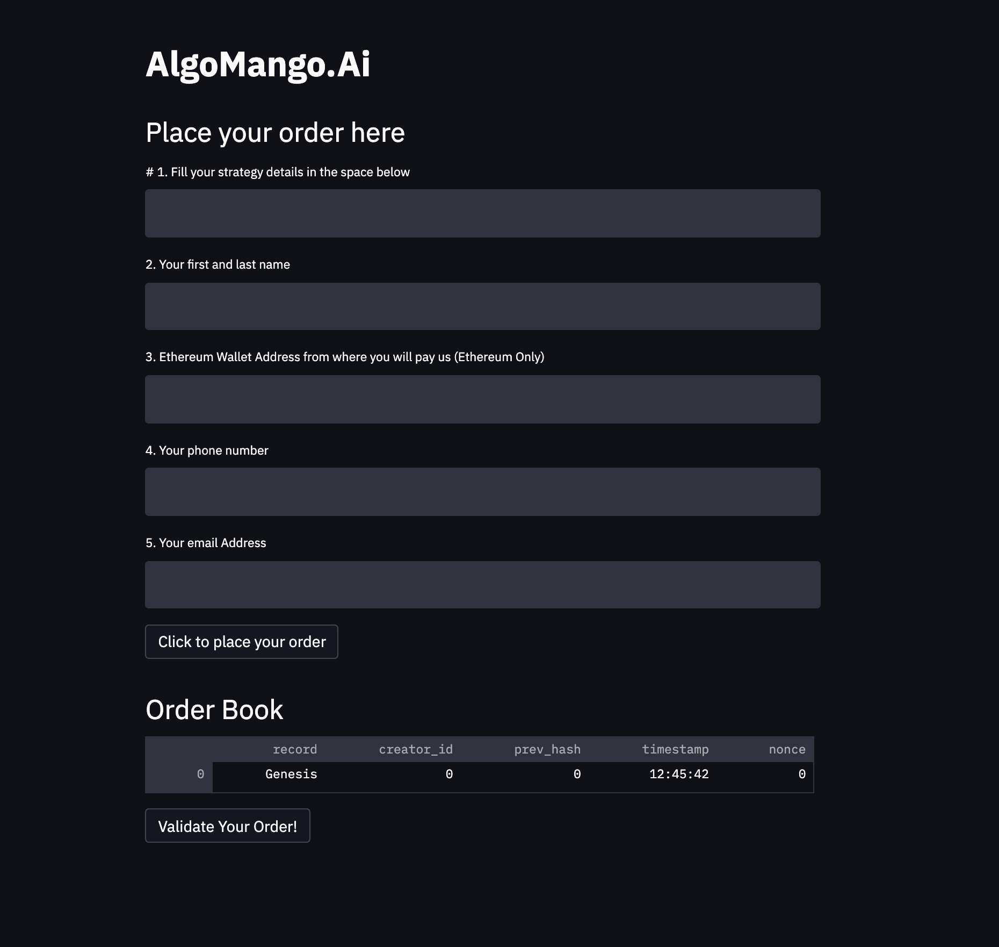 AlgoMango.Ai
Place your order here
# 1. Fill your strategy details in the space below
2. Your first and last name
3. Ethereum Wallet Address from where you will pay us (Ethereum Only)
4. Your phone number
5. Your email Address
Click to place your order
Order Book
record creator_id prev_hash timestamp nonce
0 Genesis 0 0 12:45:42 0
Validate Your Order!